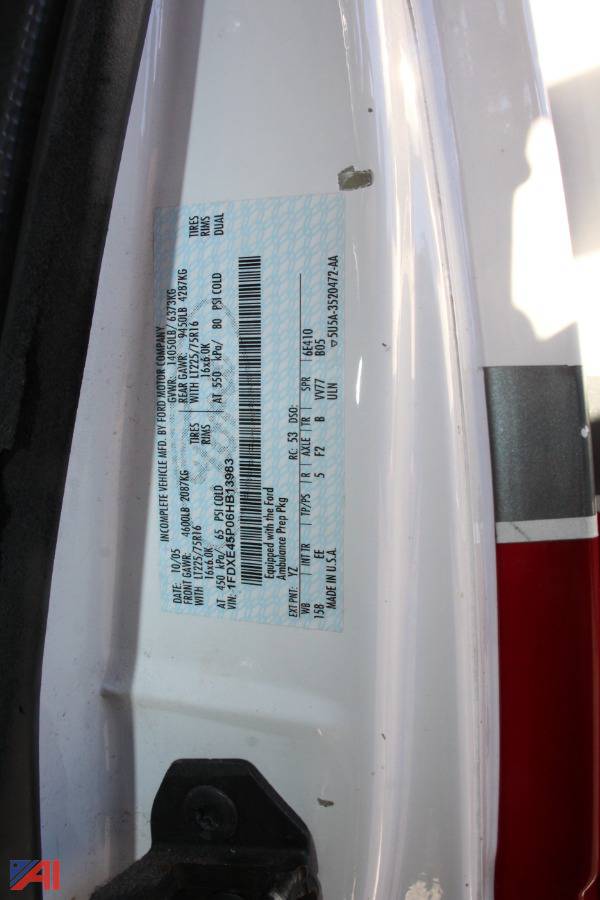 INCOMPLETE VEHICLE MFD. BY FORD MOTOR COMPANY
DATE: 10/05 GVWR: 14050LB/ 6373KG
FRONT GAWR: 4600LB 2087KG REAR GAWR: 9450LB 4287KG
WITH LT225/75R16 TIRES WITH LT225/75R16 TIRES
16x6.0K RIMS 16x6.0K RIMS
AT 450 kPa/ 65 PSI COLD AT 550 kPa/ 80 PSI COLD DUAL
VIN: 1FDXE45P06HB13983
Equipped with the Ford
Ambulance Prep Pkg
EXT PNT: YZ RC: 53 DSO:
WB INT TR TP/PS R AXLE TR SPR 6E410
158 EE 5 F2 B VV77 B05
MADE IN U.S.A. ULN
▽5U5A-3520472-AA
AI